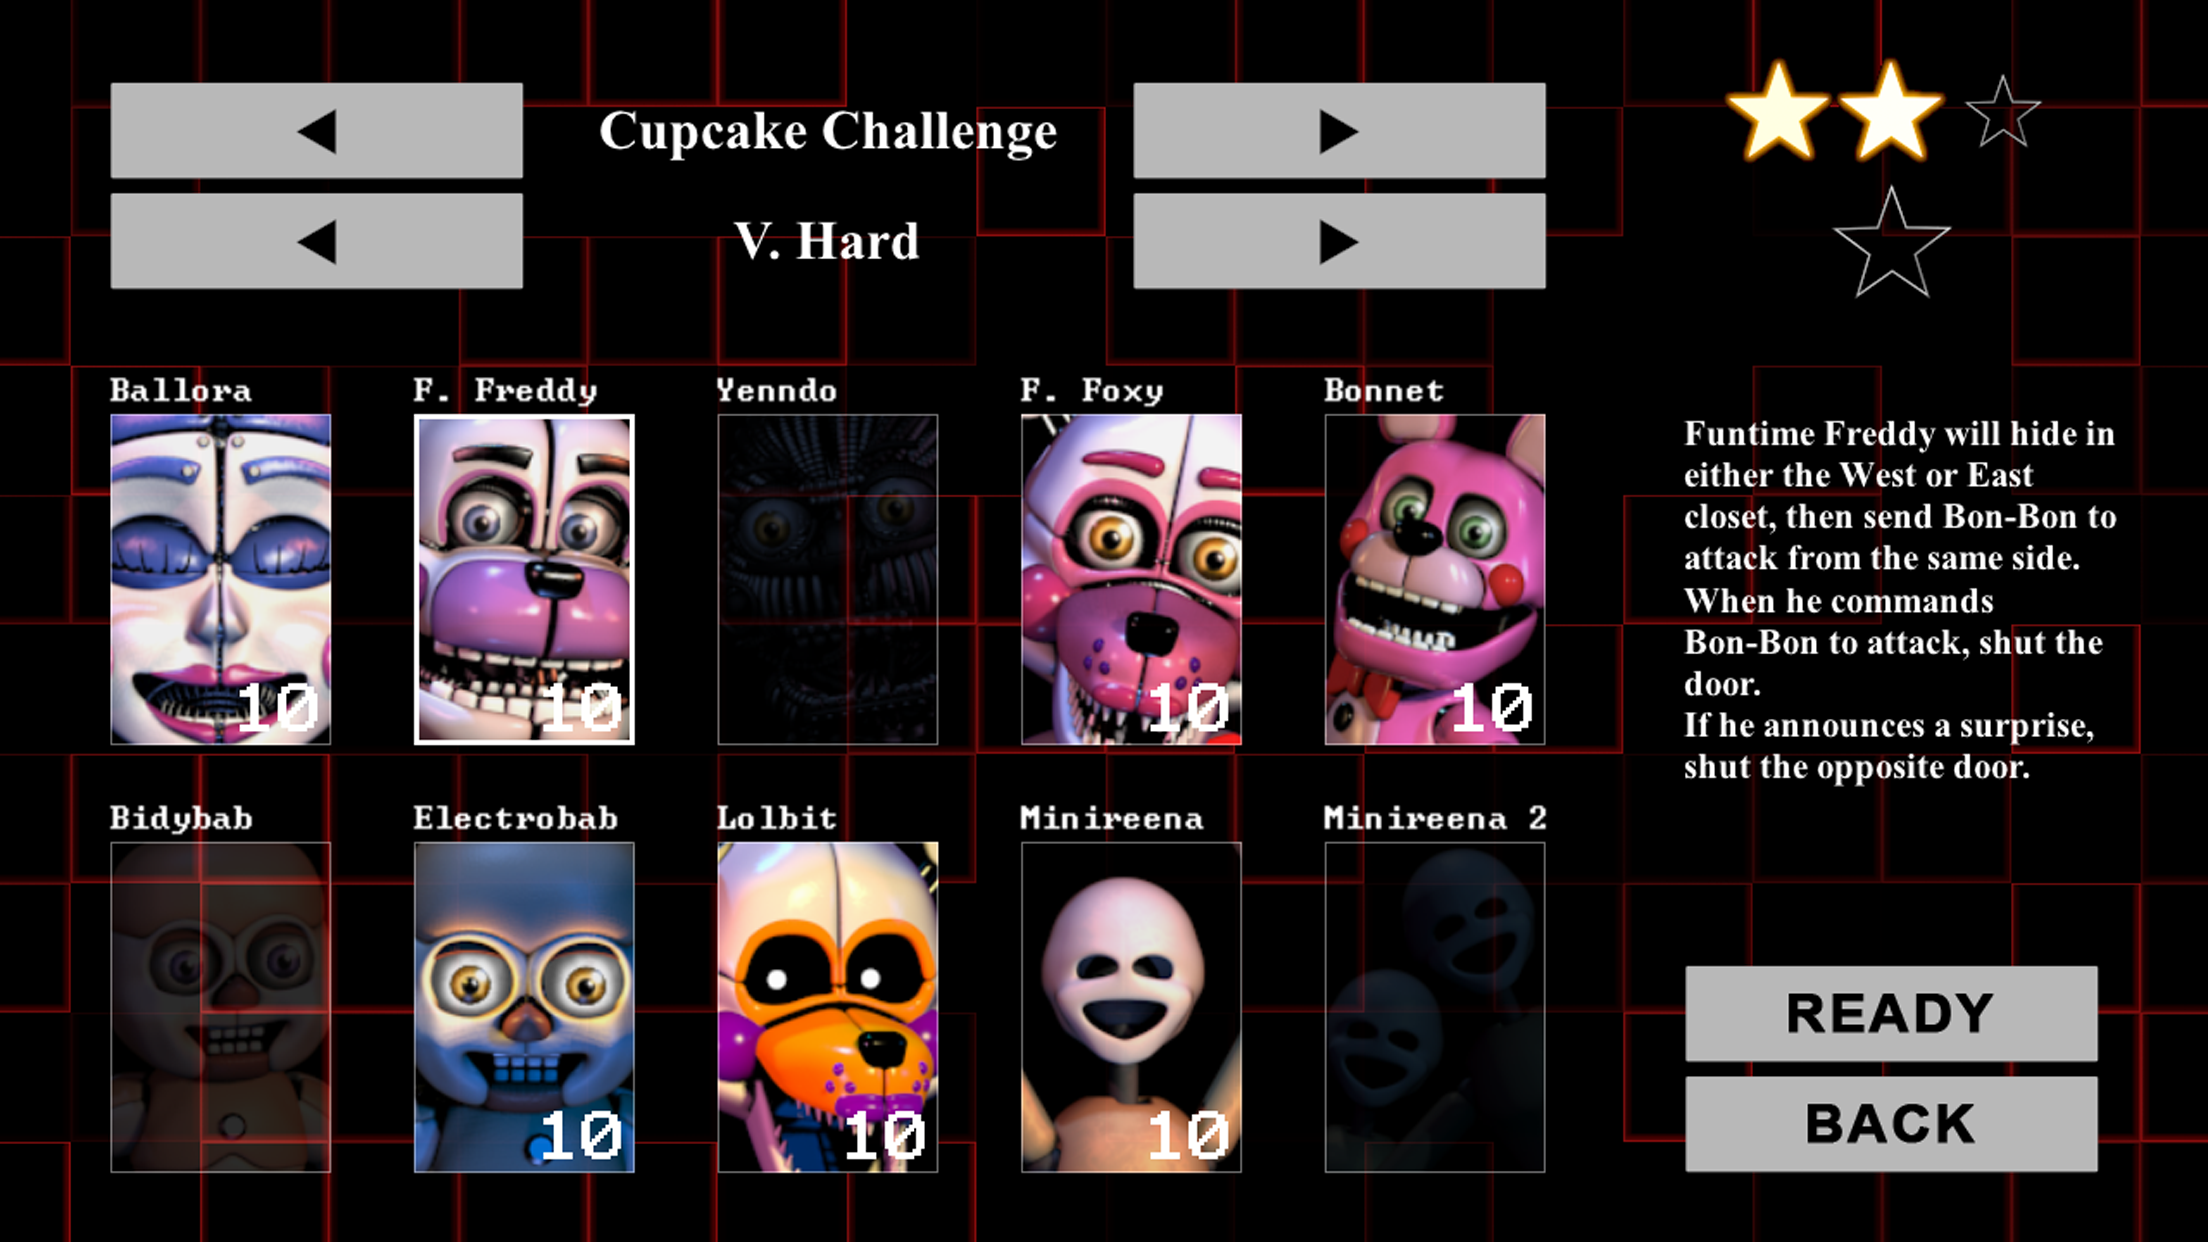 Cupcake Challenge
V. Hard
Ballora
F. Freddy
Yenndo
F. Foxy
Bonnet
10
10
10
10
Bidybab
Electrobab
Lolbit
Minireena
Minireena 2
10
10
10
Funtime Freddy will hide in
either the West or East
closet, then send Bon-Bon to
attack from the same side.
When he commands
Bon-Bon to attack, shut the
door.
If he announces a surprise,
shut the opposite door.
READY
BACK